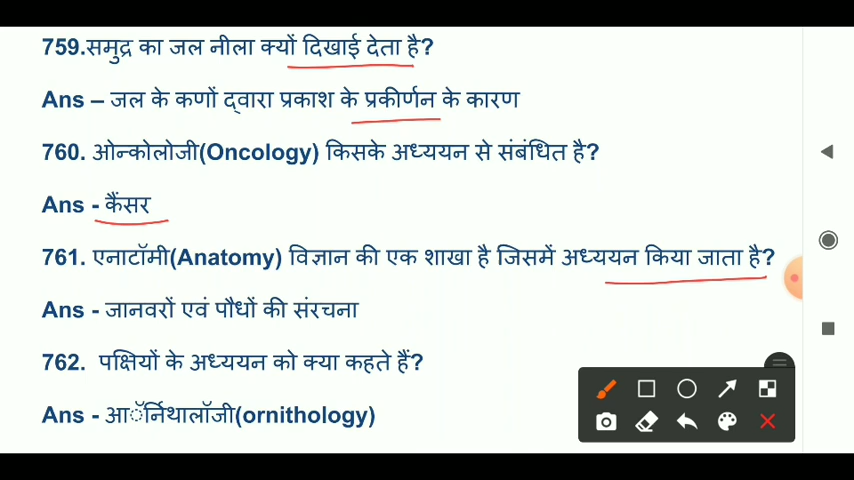 759.समुद्र का जल नीला क्यों दिखाई देता है?
Ans – जल के कणों द्वारा प्रकाश के प्रकीर्णन के कारण
760. ओन्कोलोजी(Oncology) किसके अध्ययन से संबंधित है?
Ans - कैंसर
761. एनाटॉमी(Anatomy) विज्ञान की एक शाखा है जिसमें अध्ययन किया जाता है?
Ans - जानवरों एवं पौधों की संरचना
762. पक्षियों के अध्ययन को क्या कहते हैं?
Ans - आॅर्निथालॉजी(ornithology)